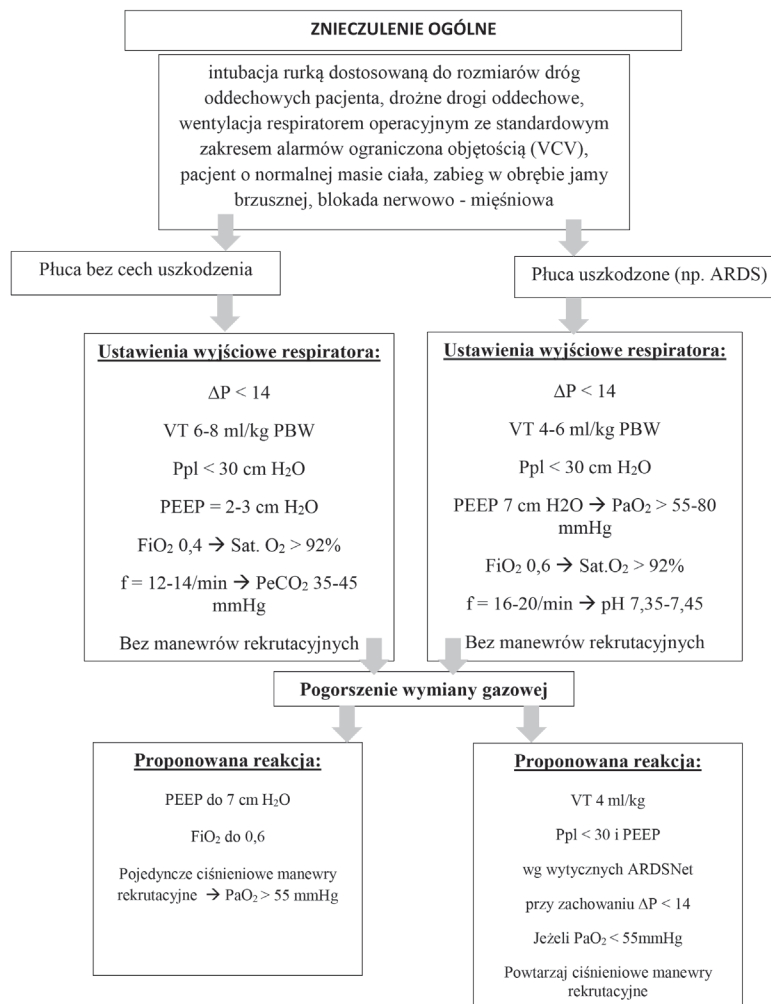 ZNIECZULENIE OGÓLNE
intubacja rurką dostosowaną do rozmiarów dróg
oddechowych pacjenta, drożne drogi oddechowe,
wentylacja respiratorem operacyjnym ze standardowym
zakresem alarmów ograniczona objętością (VCV),
pacjent o normalnej masie ciała, zabieg w obrębie jamy
brzusznej, blokada nerwowo - mięśniowa
Płuca bez cech uszkodzenia
Płuca uszkodzone (np. ARDS)
Ustawienia wyjściowe respiratora:
ΔP < 14
VT 6-8 ml/kg PBW
Ppl < 30 cm H₂O
PEEP = 2-3 cm H₂O
FiO₂ 0,4 → Sat. O₂ > 92%
f = 12-14/min → PeCO₂ 35-45
mmHg
Bez manewrów rekrutacyjnych
Ustawienia wyjściowe respiratora:
ΔP < 14
VT 4-6 ml/kg PBW
Ppl < 30 cm H₂O
PEEP 7 cm H2O → PaO₂ > 55-80
mmHg
FiO₂ 0,6 → Sat.O₂ > 92%
f = 16-20/min → pH 7,35-7,45
Bez manewrów rekrutacyjnych
Pogorszenie wymiany gazowej
Proponowana reakcja:
PEEP do 7 cm H₂O
FiO₂ do 0,6
Pojedyncze ciśnieniowe manewry
rekrutacyjne → PaO₂ > 55 mmHg
Proponowana reakcja:
VT 4 ml/kg
Ppl < 30 i PEEP
wg wytycznych ARDSNet
przy zachowaniu ΔP < 14
Jeżeli PaO₂ < 55mmHg
Powtarzaj ciśnieniowe manewry
rekrutacyjne